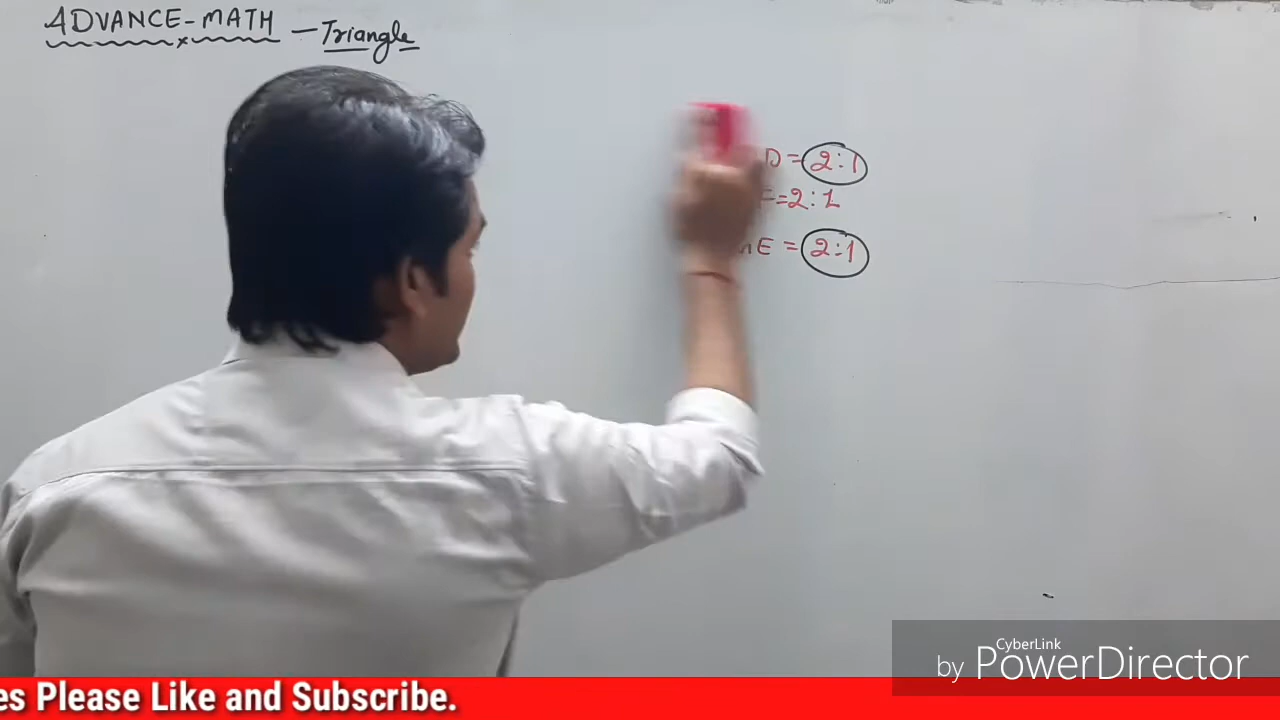 ADVANCE-MATH - Triangle
D = 2:1
F = 2:1
E = 2:1
CyberLink
by PowerDirector
es Please Like and Subscribe.